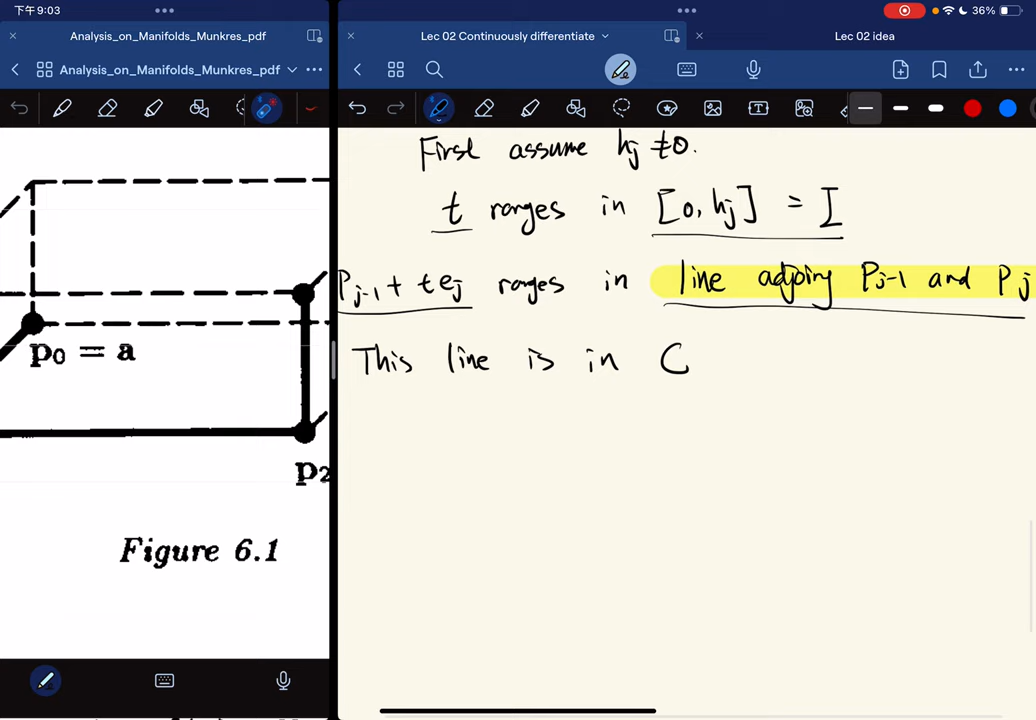 下午9:03
36%
Analysis_on_Manifolds_Munkres_pdf
Analysis_on_Manifolds_Munkres_pdf
p₀ = a
p₂
Figure 6.1
Lec 02 Continuously differentiate
Lec 02 idea
First assume hj ≠0.
t ranges in [0, hj] = I
Pj-1 + tej ranges in line adjoing Pj-1 and Pj
This line is in C